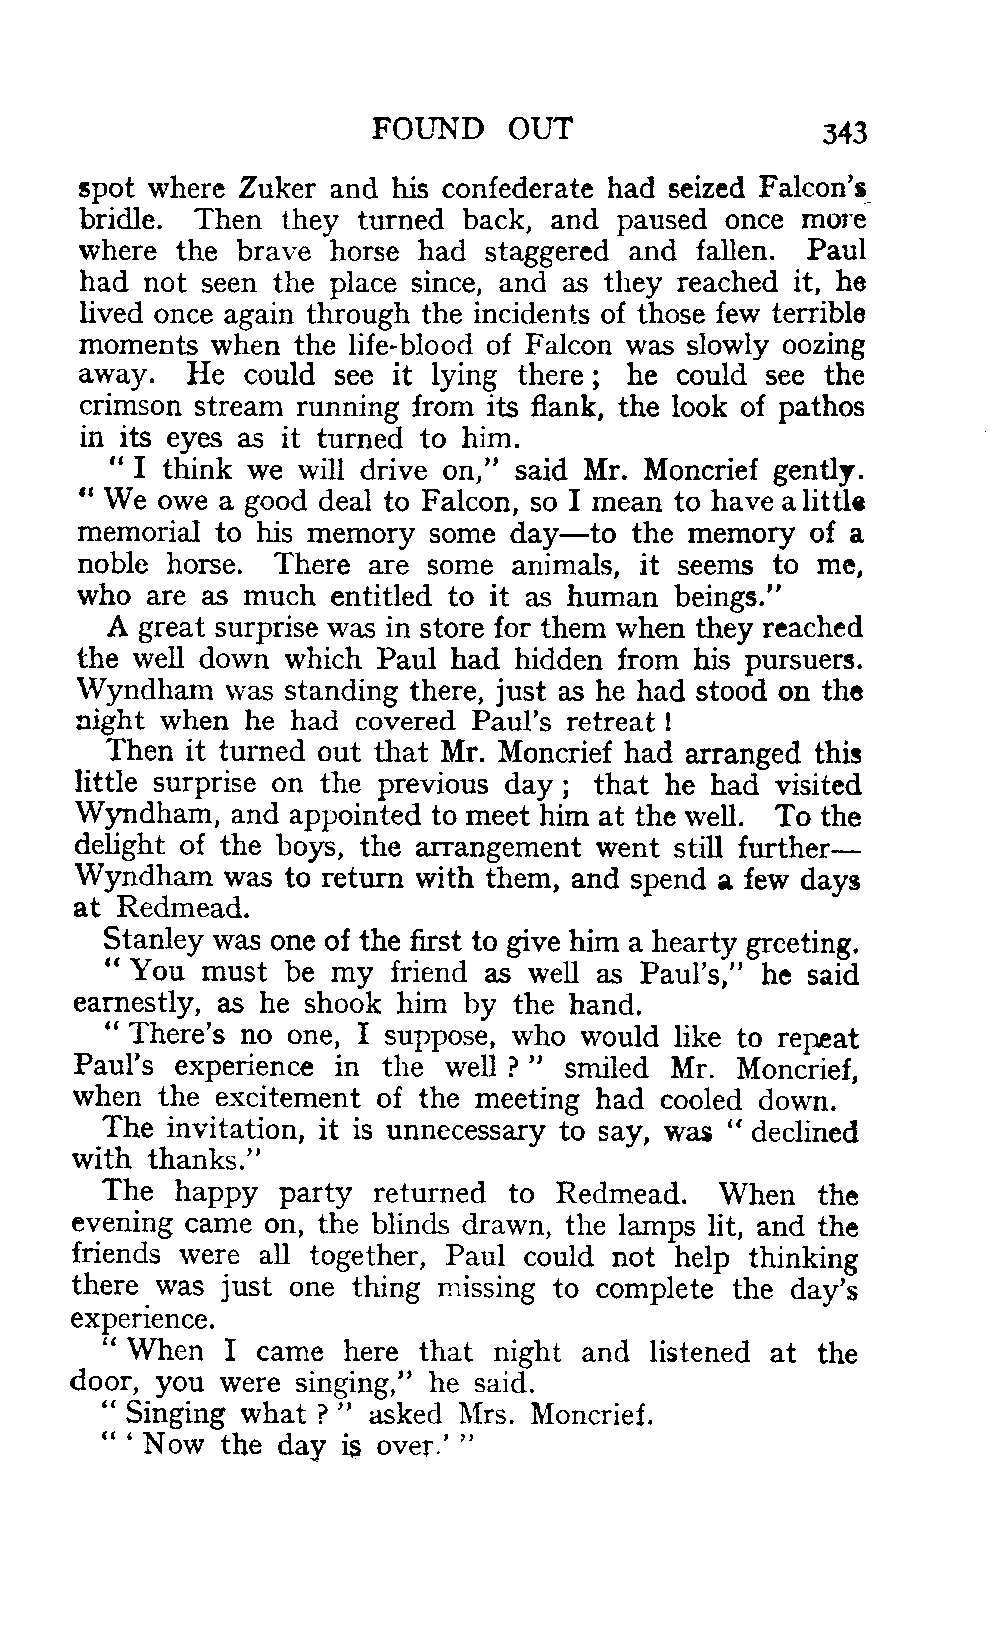 FOUND OUT 343
spot where Zuker and his confederate had seized Falcon's
bridle. Then they turned back, and paused once more
where the brave horse had staggered and fallen. Paul
had not seen the place since, and as they reached it, he
lived once again through the incidents of those few terrible
moments when the life-blood of Falcon was slowly oozing
away. He could see it lying there; he could see the
crimson stream running from its flank, the look of pathos
in its eyes as it turned to him.
"I think we will drive on," said Mr. Moncrief gently.
"We owe a good deal to Falcon, so I mean to have a little
memorial to his memory some day—to the memory of a
noble horse. There are some animals, it seems to me,
who are as much entitled to it as human beings."
A great surprise was in store for them when they reached
the well down which Paul had hidden from his pursuers.
Wyndham was standing there, just as he had stood on the
night when he had covered Paul's retreat!
Then it turned out that Mr. Moncrief had arranged this
little surprise on the previous day; that he had visited
Wyndham, and appointed to meet him at the well. To the
delight of the boys, the arrangement went still further—
Wyndham was to return with them, and spend a few days
at Redmead.
Stanley was one of the first to give him a hearty greeting.
"You must be my friend as well as Paul's," he said
earnestly, as he shook him by the hand.
"There's no one, I suppose, who would like to repeat
Paul's experience in the well?" smiled Mr. Moncrief,
when the excitement of the meeting had cooled down.
The invitation, it is unnecessary to say, was "declined
with thanks."
The happy party returned to Redmead. When the
evening came on, the blinds drawn, the lamps lit, and the
friends were all together, Paul could not help thinking
there was just one thing missing to complete the day's
experience.
"When I came here that night and listened at the
door, you were singing," he said.
"Singing what?" asked Mrs. Moncrief.
"'Now the day is over.'"